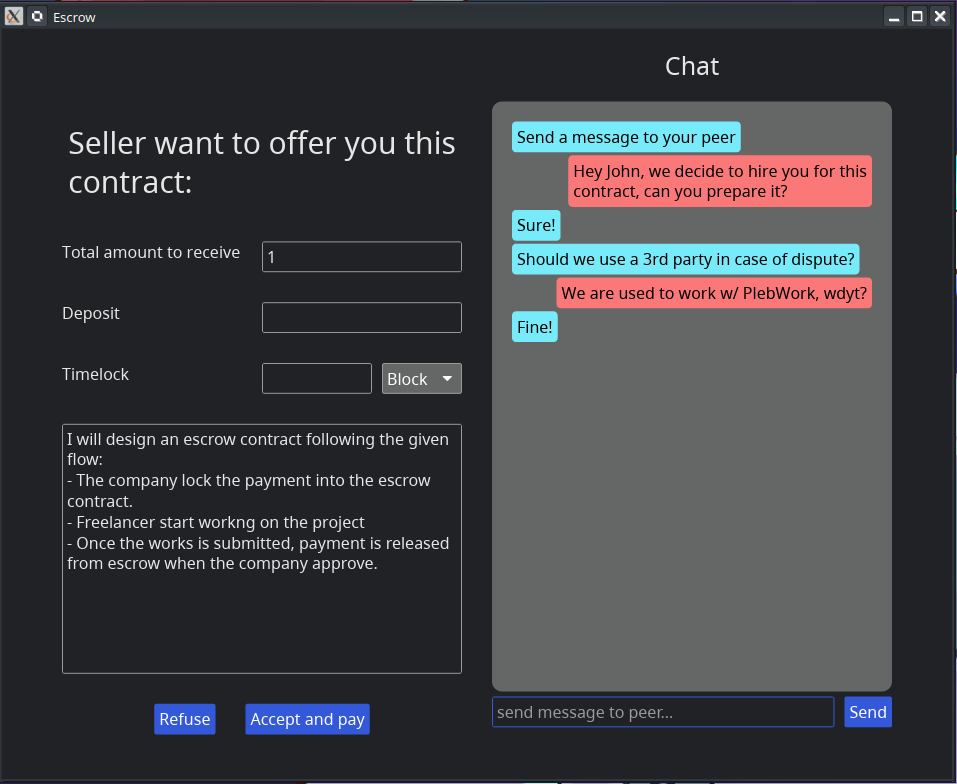 Escrow
Seller want to offer you this
contract:
Total amount to receive
1
Deposit
Timelock
Block
I will design an escrow contract following the given
flow:
- The company lock the payment into the escrow
contract.
- Freelancer start workng on the project
- Once the works is submitted, payment is released
from escrow when the company approve.
Refuse
Accept and pay
Chat
Send a message to your peer
Hey John, we decide to hire you for this
contract, can you prepare it?
Sure!
Should we use a 3rd party in case of dispute?
We are used to work w/ PlebWork, wdyt?
Fine!
send message to peer...
Send